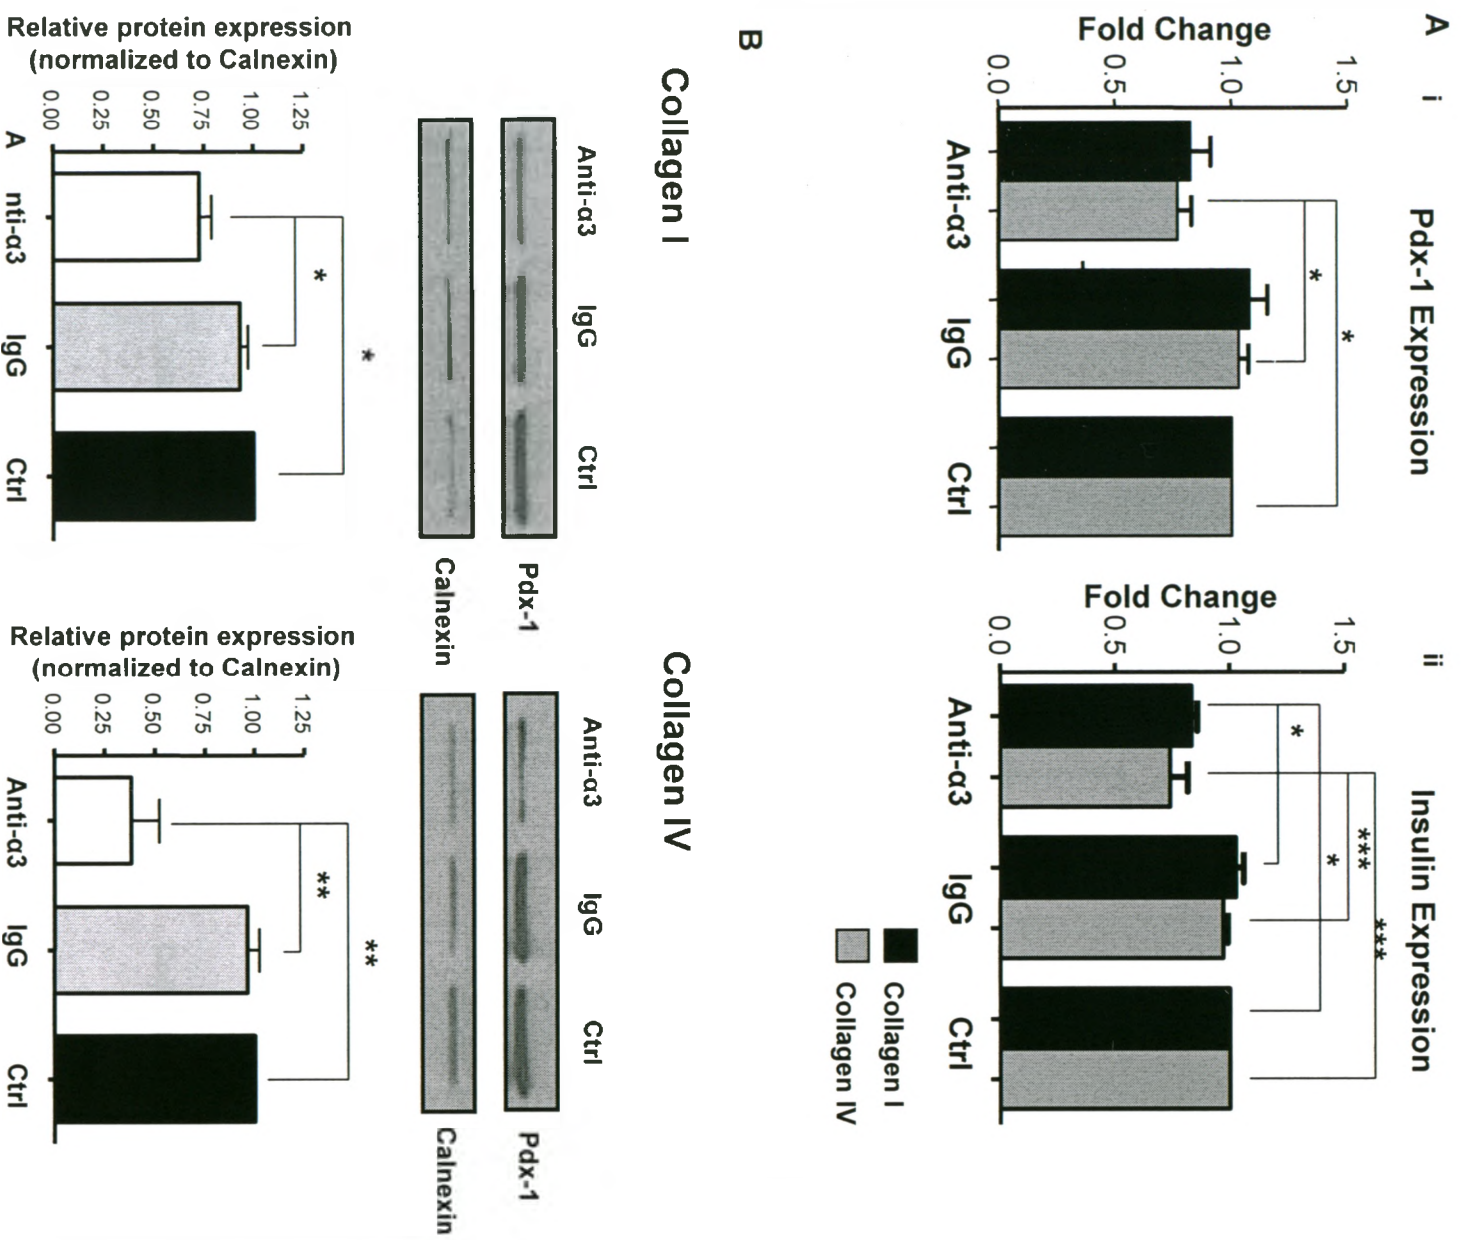 A
i
Pdx-1 Expression
Fold Change
1.5
1.0
0.5
0.0
*
*
Anti-α3
IgG
Ctrl
ii
Insulin Expression
Fold Change
1.5
1.0
0.5
0.0
***
***
*
*
Anti-α3
IgG
Ctrl
Collagen I
Collagen IV
B
Collagen I
Anti-α3
IgG
Ctrl
Pdx-1
Calnexin
Relative protein expression
(normalized to Calnexin)
1.25
1.00
0.75
0.50
0.25
0.00
*
*
A nti-α3
IgG
Ctrl
Collagen IV
Anti-α3
IgG
Ctrl
Pdx-1
Calnexin
Relative protein expression
(normalized to Calnexin)
1.25
1.00
0.75
0.50
0.25
0.00
**
**
Anti-α3
IgG
Ctrl